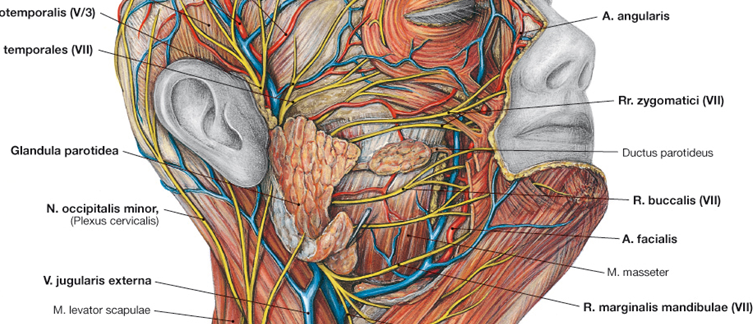 otemporalis (V/3)
temporales (VII)
Glandula parotidea
N. occipitalis minor,
(Plexus cervicalis)
V. jugularis externa
M. levator scapulae
A. angularis
Rr. zygomatici (VII)
Ductus parotideus
R. buccalis (VII)
A. facialis
M. masseter
R. marginalis mandibulae (VII)